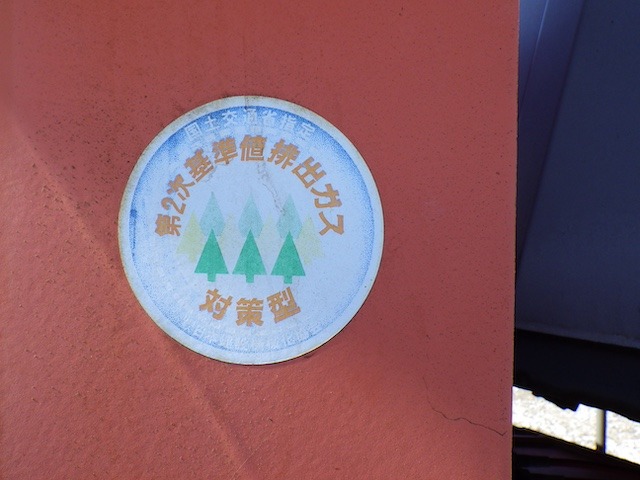 国土交通省指定
第2次基準値排出ガス
対策型